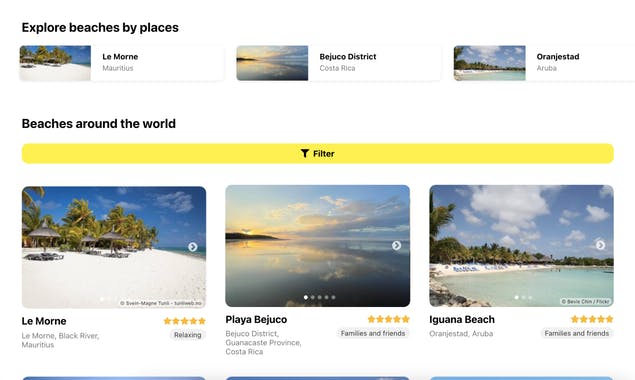 Explore beaches by places
Le Morne
Mauritius
Bejuco District
Costa Rica
Oranjestad
Aruba
Beaches around the world
Filter
© Svein-Magne Tunli - tunliweb.no
© Bevis Chin / Flickr
Le Morne
Relaxing
Le Morne, Black River,
Mauritius
Playa Bejuco
Families and friends
Bejuco District,
Guanacaste Province,
Costa Rica
Iguana Beach
Families and friends
Oranjestad, Aruba